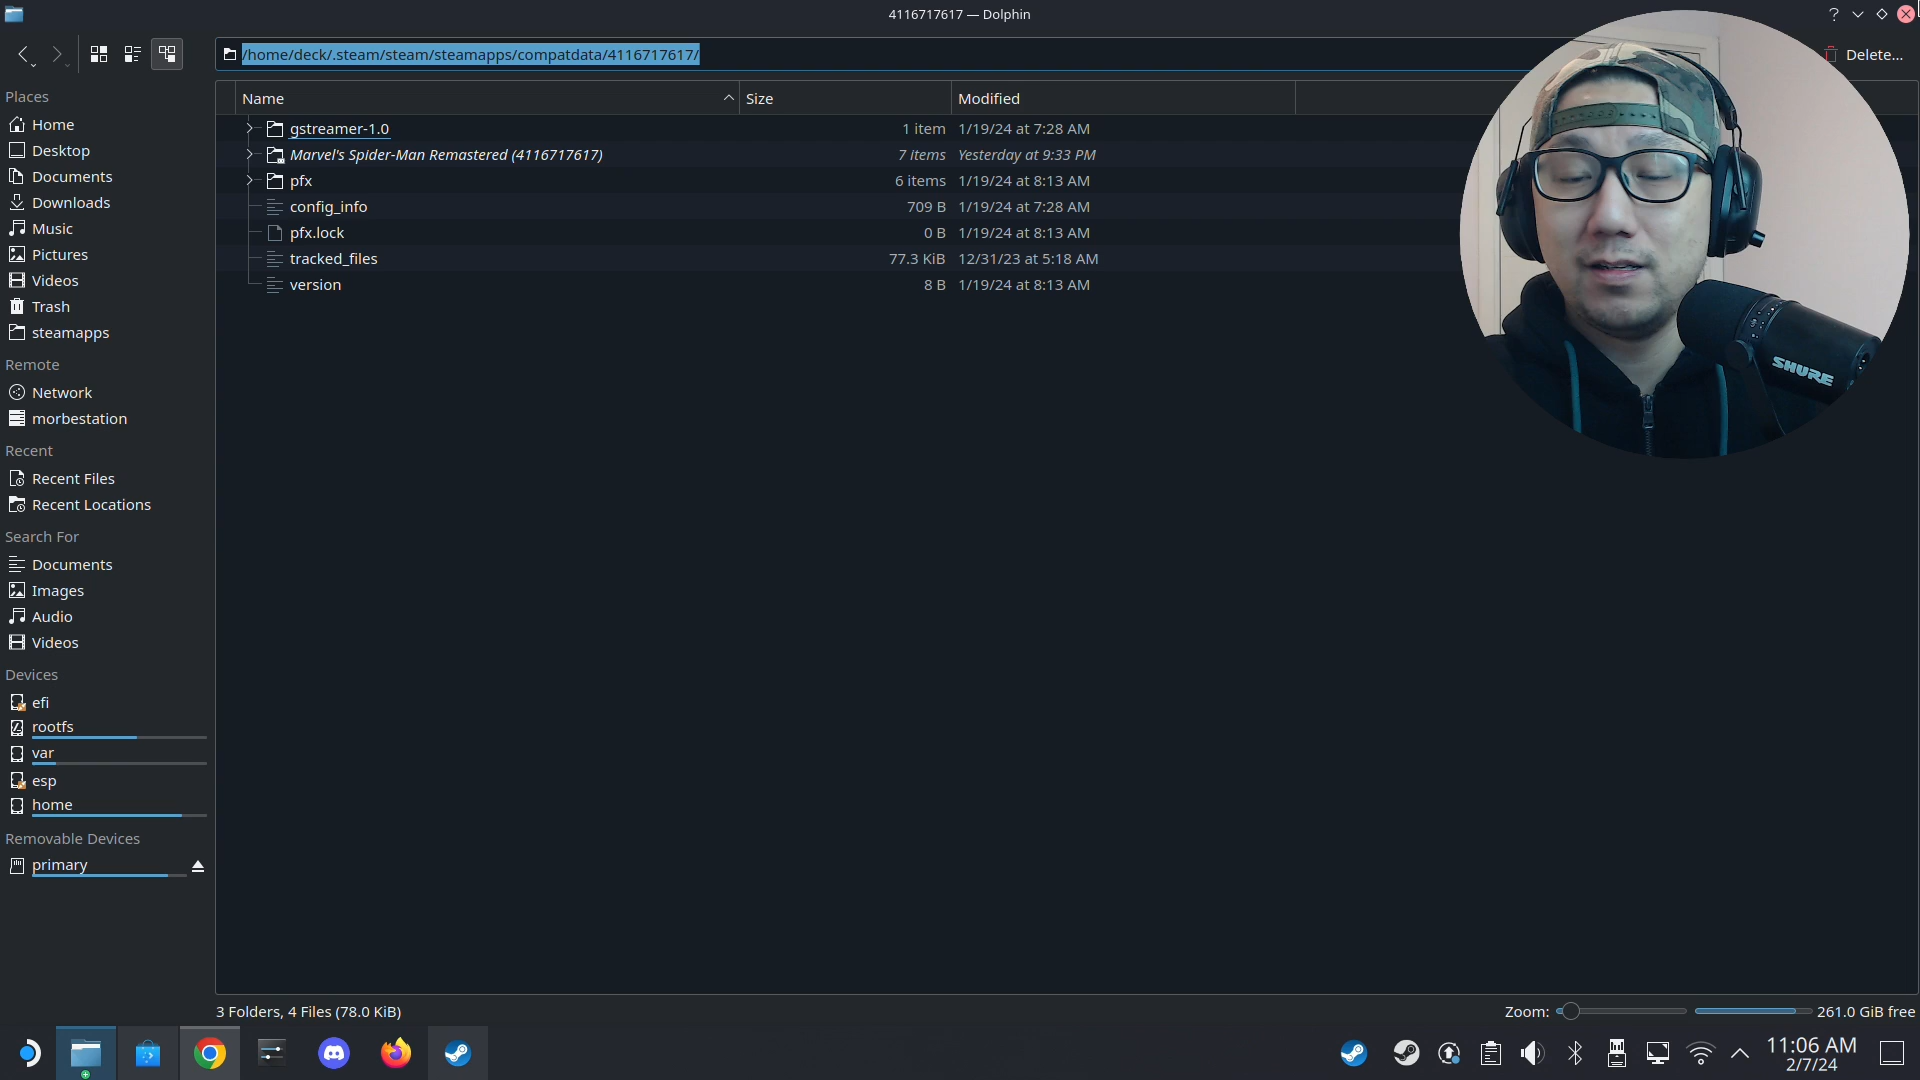 4116717617 — Dolphin
/home/deck/.steam/steam/steamapps/compatdata/4116717617/
Delete...
Places
Home
Desktop
Documents
Downloads
Music
Pictures
Videos
Trash
steamapps
Remote
Network
morbestation
Recent
Recent Files
Recent Locations
Search For
Documents
Images
Audio
Videos
Devices
efi
rootfs
var
esp
home
Removable Devices
primary
Name Size Modified
gstreamer-1.0 1 item 1/19/24 at 7:28 AM
Marvel's Spider-Man Remastered (4116717617) 7 items Yesterday at 9:33 PM
pfx 6 items 1/19/24 at 8:13 AM
config_info 709 B 1/19/24 at 7:28 AM
pfx.lock 0 B 1/19/24 at 8:13 AM
tracked_files 77.3 KiB 12/31/23 at 5:18 AM
version 8 B 1/19/24 at 8:13 AM
SHURE
3 Folders, 4 Files (78.0 KiB)
Zoom:
261.0 GiB free
11:06 AM
2/7/24